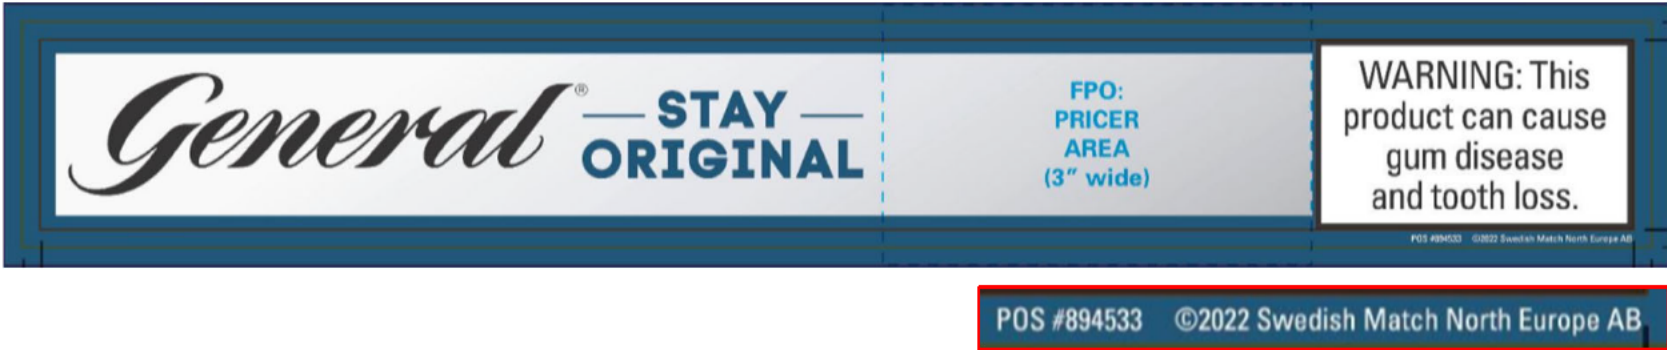 General®
— STAY —
ORIGINAL
FPO:
PRICER
AREA
(3" wide)
WARNING: This
product can cause
gum disease
and tooth loss.
POS #894533 ©2022 Swedish Match North Europe AB
POS #894533 ©2022 Swedish Match North Europe AB